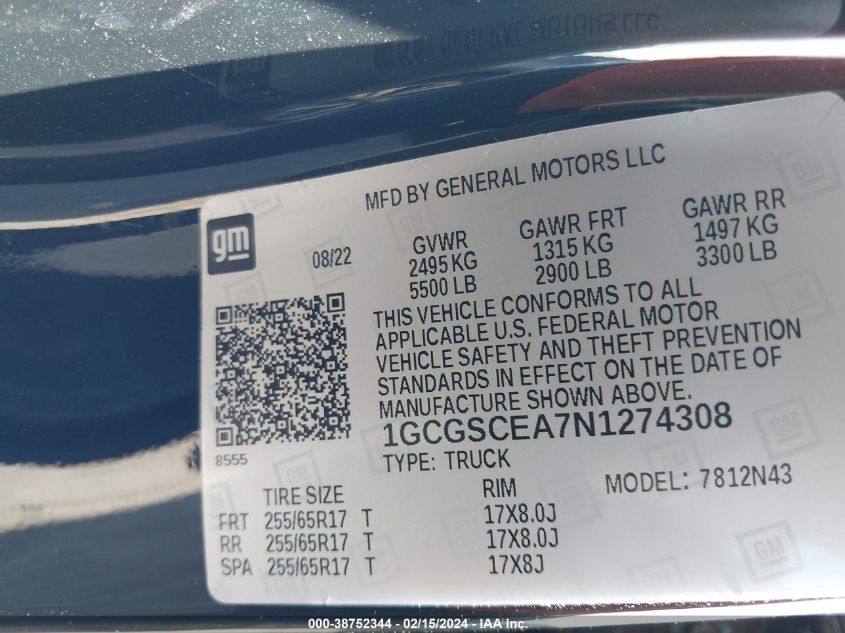 MFD BY GENERAL MOTORS LLC
gm
08/22
GVWR
2495 KG
5500 LB
GAWR FRT
1315 KG
2900 LB
GAWR RR
1497 KG
3300 LB
THIS VEHICLE CONFORMS TO ALL
APPLICABLE U.S. FEDERAL MOTOR
VEHICLE SAFETY AND THEFT PREVENTION
STANDARDS IN EFFECT ON THE DATE OF
MANUFACTURE SHOWN ABOVE.
8555
1GCGSCEA7N1274308
TYPE: TRUCK
MODEL: 7812N43
TIRE SIZE RIM
FRT 255/65R17 T 17X8.0J
RR 255/65R17 T 17X8.0J
SPA 255/65R17 T 17X8J
000-38752344 - 02/15/2024 - IAA Inc.